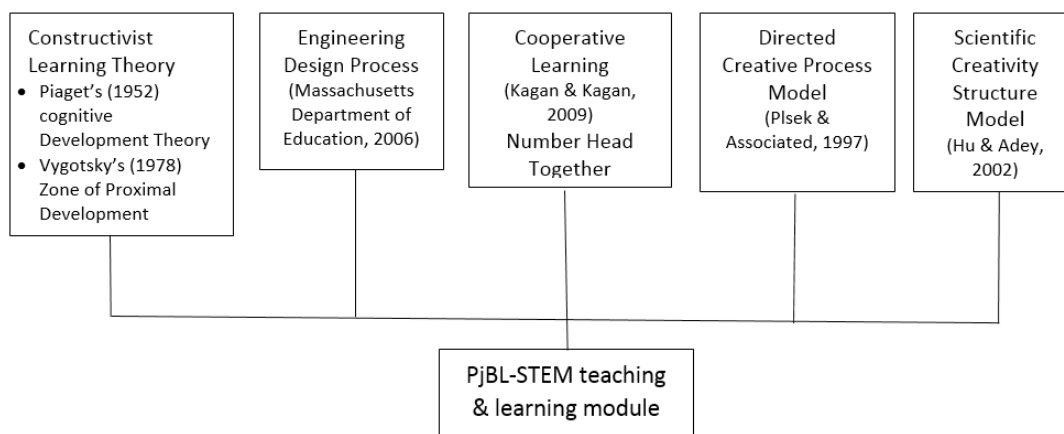 Constructivist
Learning Theory
• Piaget's (1952)
cognitive
Development Theory
• Vygotsky's (1978)
Zone of Proximal
Development
Engineering
Design Process
(Massachusetts
Department of
Education, 2006)
Cooperative
Learning
(Kagan & Kagan,
2009)
Number Head
Together
Directed
Creative Process
Model
(Plsek &
Associated, 1997)
Scientific
Creativity
Structure
Model
(Hu & Adey,
2002)
PjBL-STEM teaching
& learning module